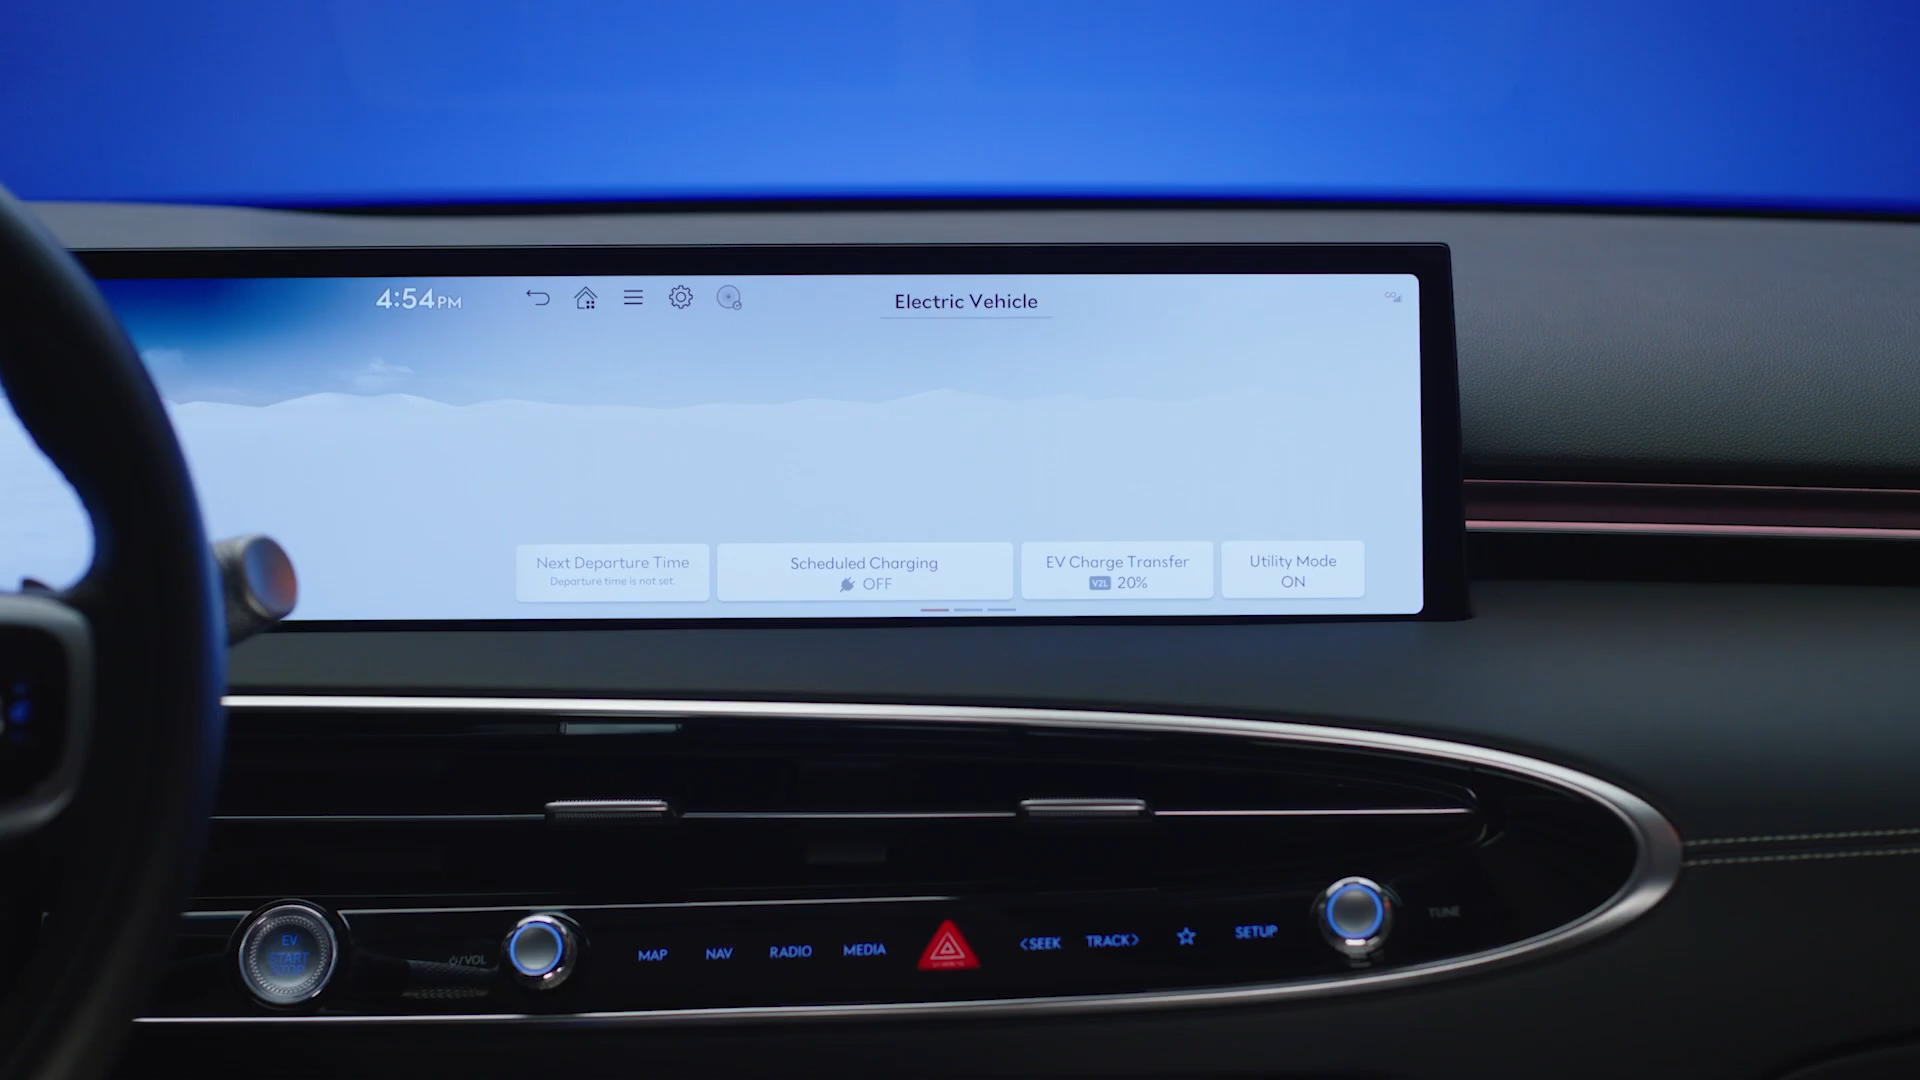 4:54PM
Electric Vehicle
Next Departure Time
Departure time is not set.
Scheduled Charging
OFF
EV Charge Transfer
V2L 20%
Utility Mode
ON
EV
START
STOP
/VOL
MAP
NAV
RADIO
MEDIA
<SEEK
TRACK>
SETUP
TUNE